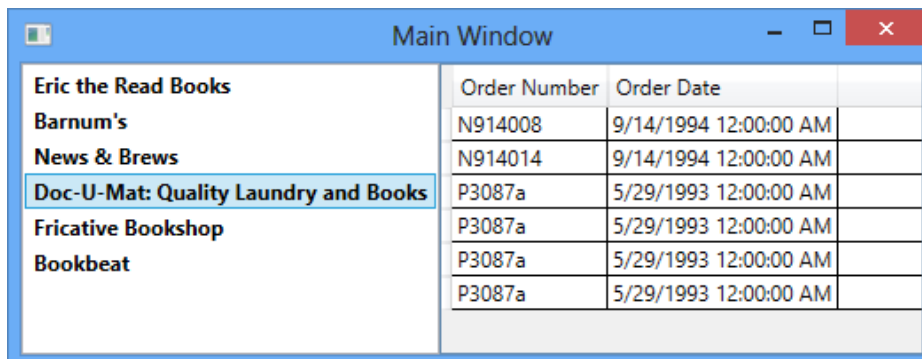 Main Window
Eric the Read Books
Barnum's
News & Brews
Doc-U-Mat: Quality Laundry and Books
Fricative Bookshop
Bookbeat
Order Number Order Date
N914008 9/14/1994 12:00:00 AM
N914014 9/14/1994 12:00:00 AM
P3087a 5/29/1993 12:00:00 AM
P3087a 5/29/1993 12:00:00 AM
P3087a 5/29/1993 12:00:00 AM
P3087a 5/29/1993 12:00:00 AM